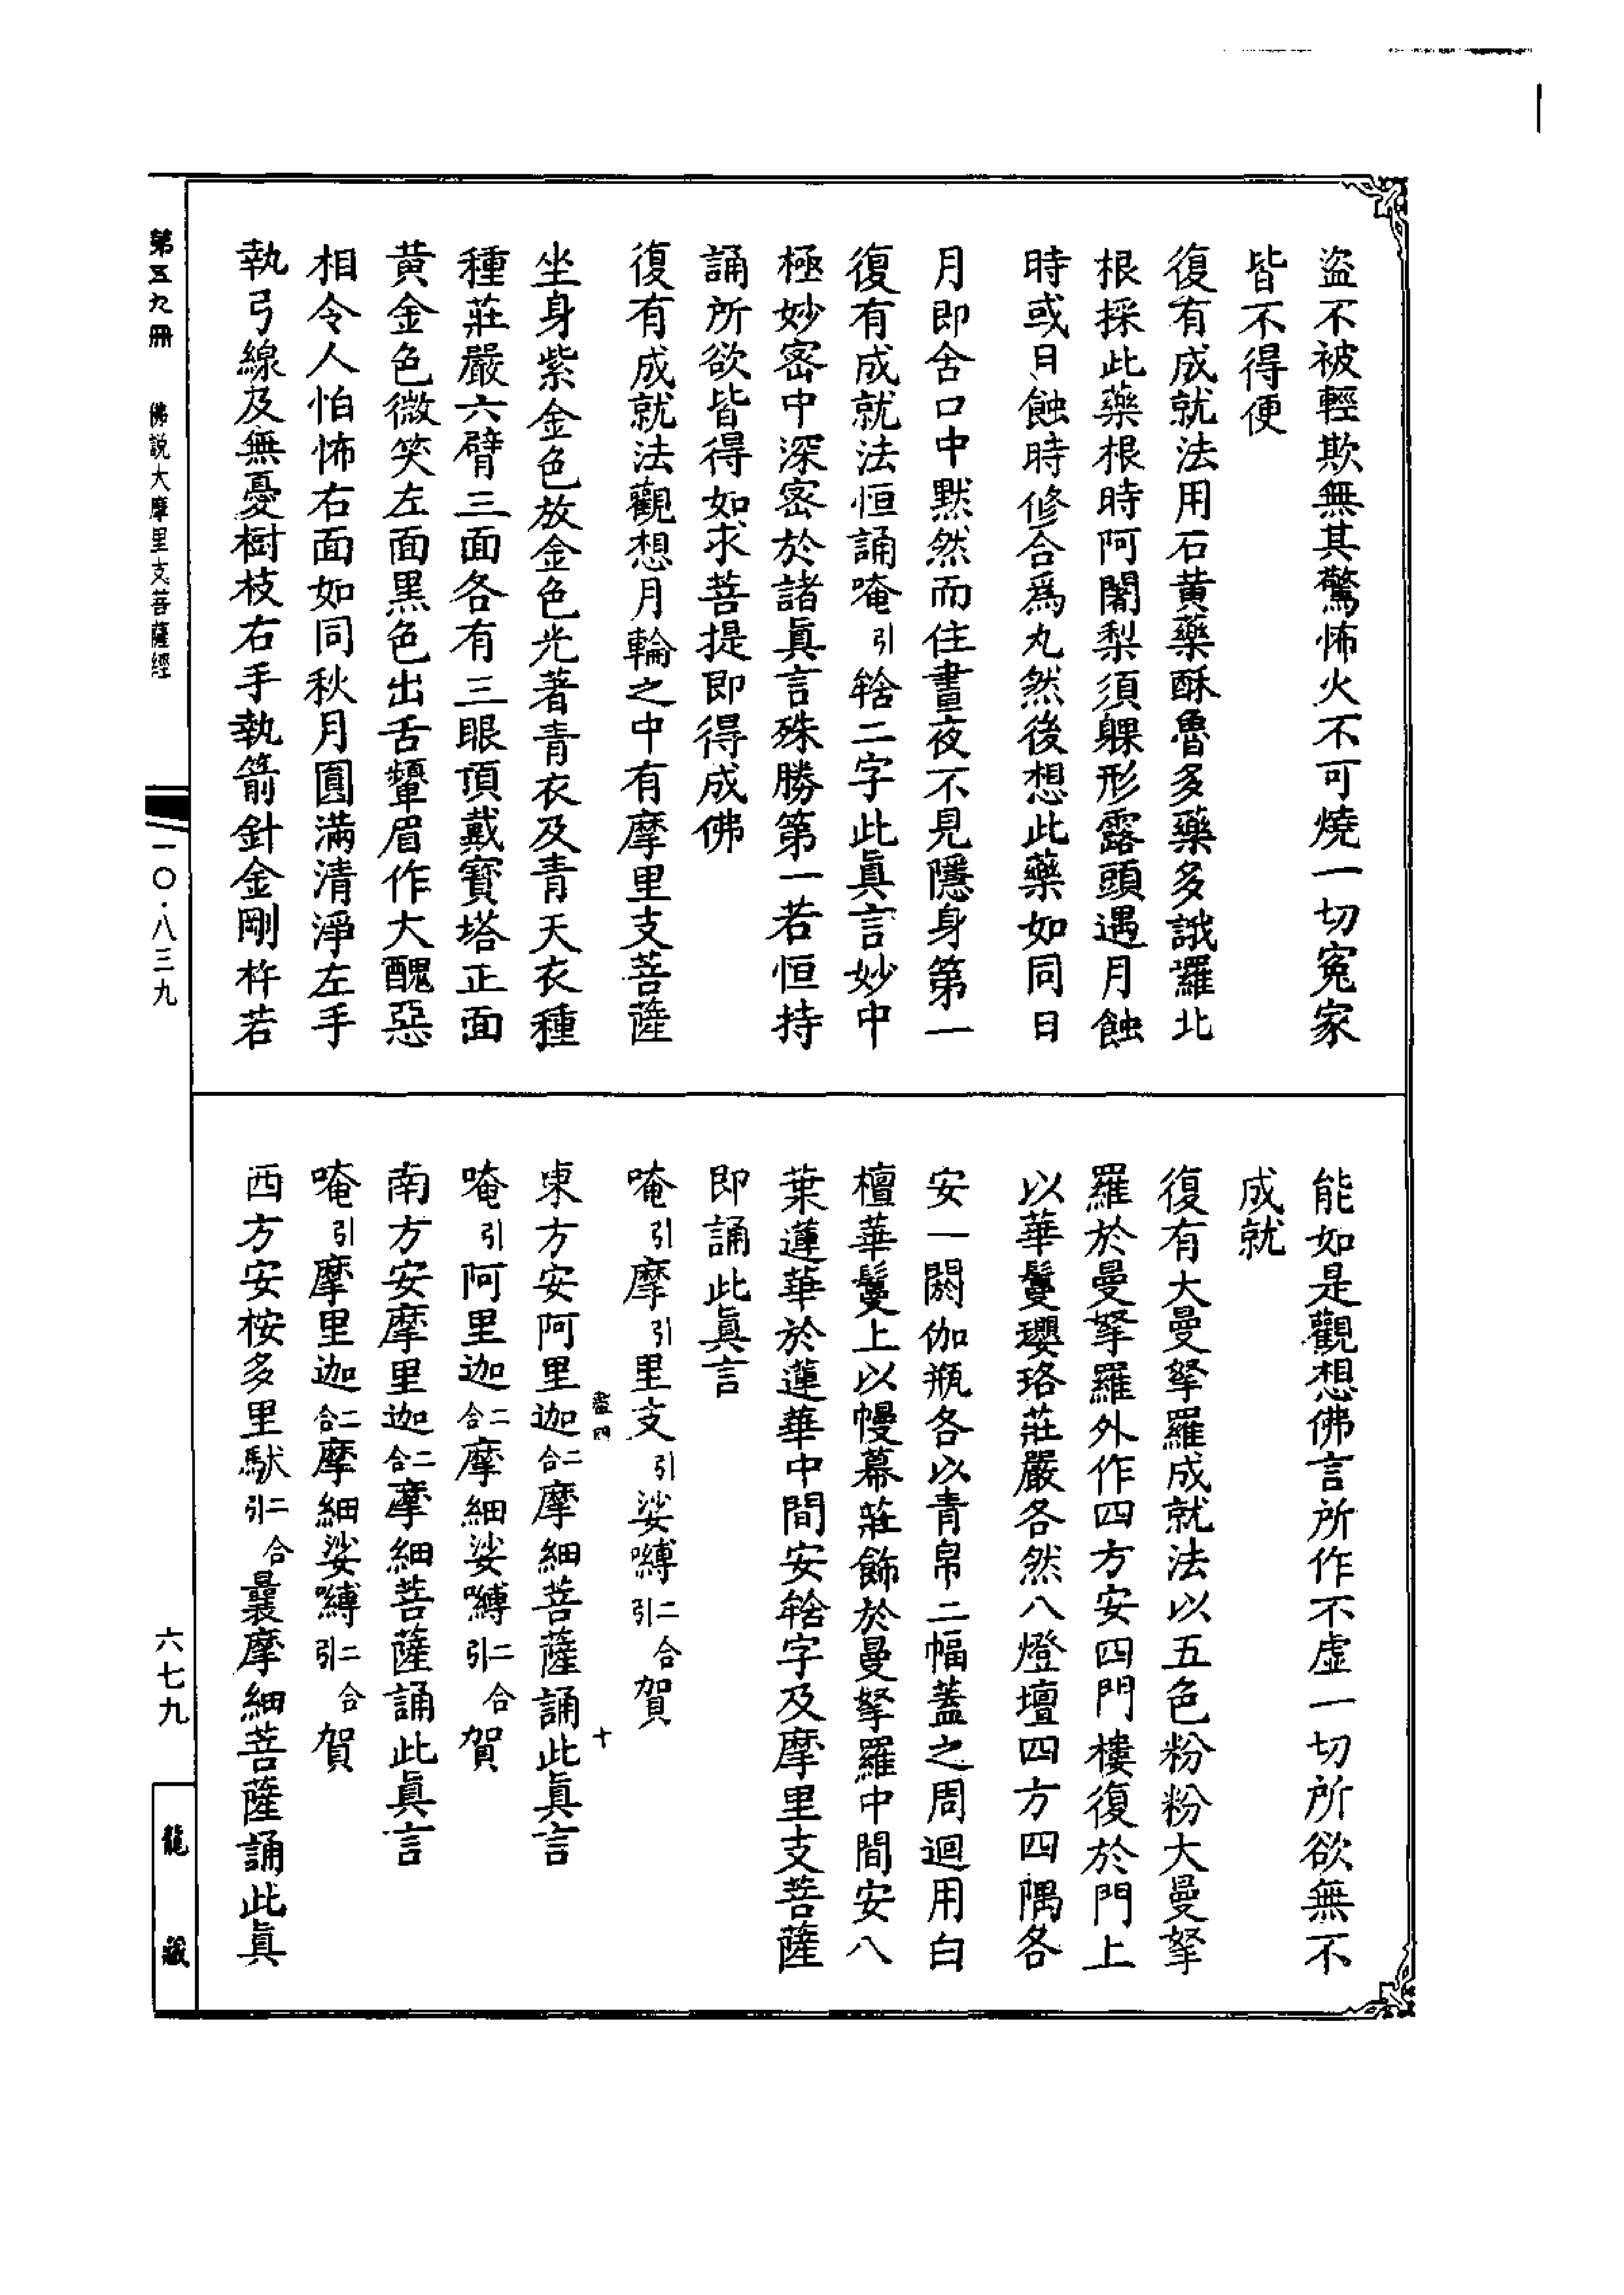 盜不被輕欺無其驚怖火不可燒一切寃家
皆不得便
復有成就法用石黃藥酥魯多藥多誐囉北
根採此藥根時阿闍梨須躶形露頭遇月蝕
時或日蝕時修合爲丸然後想此藥如同日
月即含口中默然而住晝夜不見隱身第一
復有成就法恒誦唵引𤚥二字此眞言妙中
極妙密中深密於諸眞言殊勝第一若恒持
誦所欲皆得如求菩提即得成佛
復有成就法觀想月輪之中有摩里支菩薩
坐身紫金色放金色光著青衣及青天衣種
種莊嚴六臂三面各有三眼頂戴寶塔正面
黃金色微笑左面黑色出舌顰眉作大醜惡
相令人怕怖右面如同秋月圓滿清淨左手
執弓線及無憂樹枝右手執箭針金剛杵若
能如是觀想佛言所作不虛一切所欲無不
成就
復有大曼拏羅成就法以五色粉粉大曼拏
羅於曼拏羅外作四方安四門樓復於門上
以華鬘瓔珞莊嚴各然八燈壇四方四隅各
安一閼伽瓶各以青帛二幅蓋之周迴用白
檀華鬘上以幔幕莊飾於曼拏羅中間安八
葉蓮華於蓮華中間安𤚥字及摩里支菩薩
即誦此眞言
唵引摩引里支引娑嚩二合引賀
東方安阿里迦二合摩細菩薩誦此眞言
唵引阿里迦二合摩細娑嚩二合引賀
南方安摩里迦二合摩細菩薩誦此眞言
唵引摩里迦二合摩細娑嚩二合引賀
西方安桉多里馱二合引曩摩細菩薩誦此眞
十
第五九冊 佛說大摩里支菩薩經
一〇·八三九
六七九
龍藏